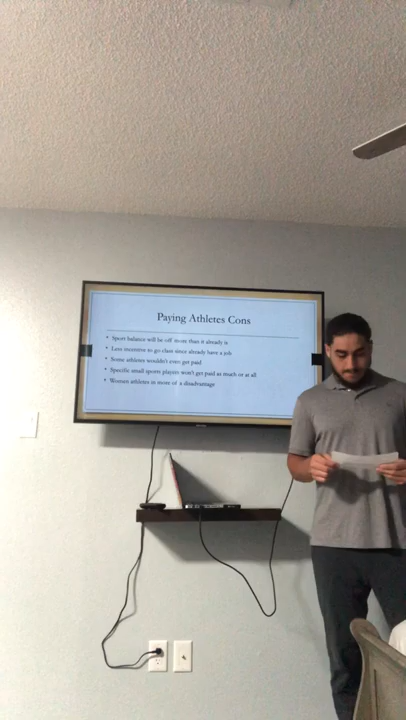 Paying Athletes Cons
• Sport balance will be off more than it already is
• Less incentive to go class since already have a job
• Some athletes wouldn't even get paid
• Specific small sports players won't get paid as much or at all
• Woman athletes in more of a disadvantage